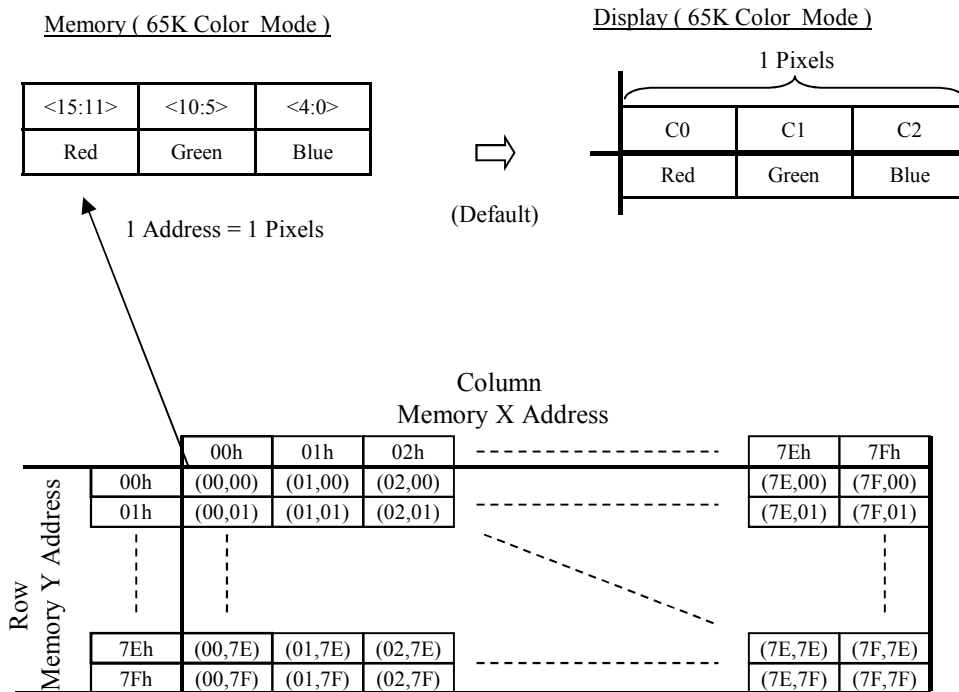 Memory ( 65K Color Mode )
Display ( 65K Color Mode )
1 Pixels
<15:11> <10:5> <4:0>
Red Green Blue
C0 C1 C2
Red Green Blue
(Default)
1 Address = 1 Pixels
Column
Memory X Address
00h 01h 02h 7Eh 7Fh
00h (00,00) (01,00) (02,00) (7E,00) (7F,00)
01h (00,01) (01,01) (02,01) (7E,01) (7F,01)
Row
Memory Y Address
7Eh (00,7E) (01,7E) (02,7E) (7E,7E) (7F,7E)
7Fh (00,7F) (01,7F) (02,7F) (7E,7F) (7F,7F)